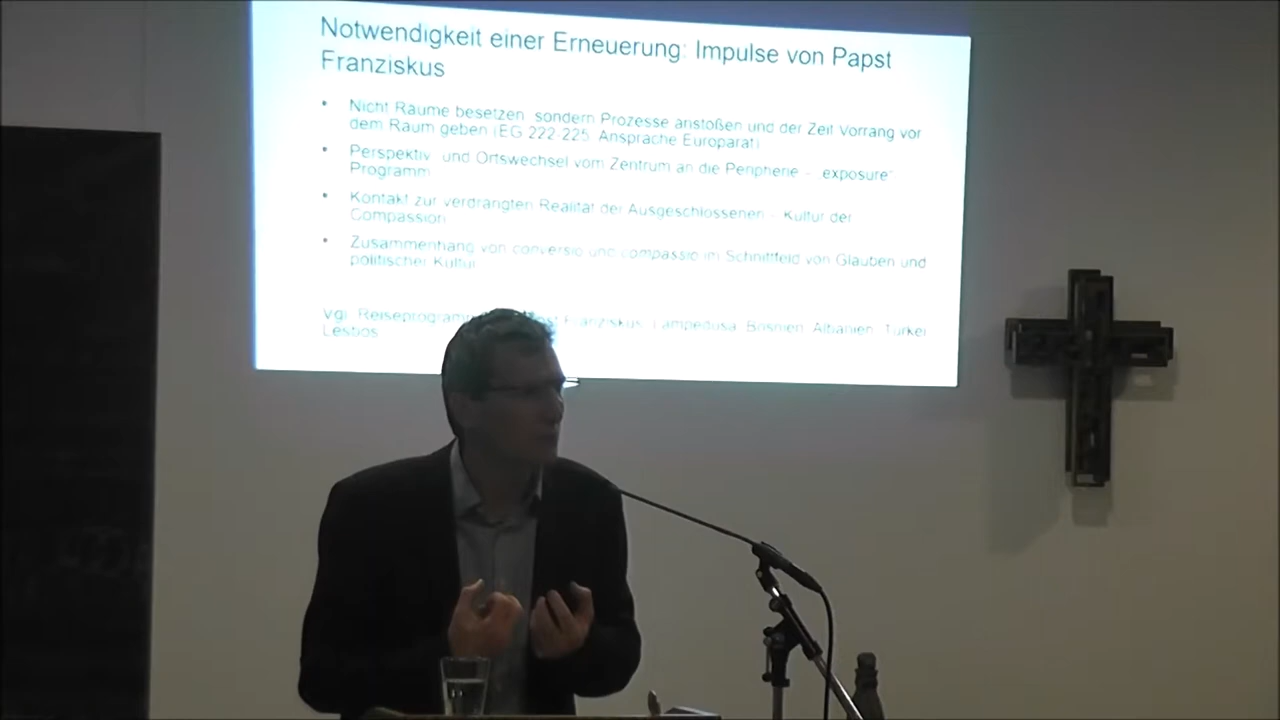 Notwendigkeit einer Erneuerung: Impulse von Papst
Franziskus
• Nicht Räume besetzen, sondern Prozesse anstoßen und der Zeit Vorrang vor
dem Raum geben (EG 222-225, Ansprache Europarat)
• Perspektiv- und Ortswechsel vom Zentrum an die Peripherie - „exposure“
Programm
• Kontakt zur verdrängten Realität der Ausgeschlossenen - Kultur der
Compassion
• Zusammenhang von conversio und compassio im Schnittfeld von Glauben und
politischer Kultur
Vgl. Reiseprogramm Franziskus: Lampedusa, Bosnien, Albanien, Türkei,
Lesbos